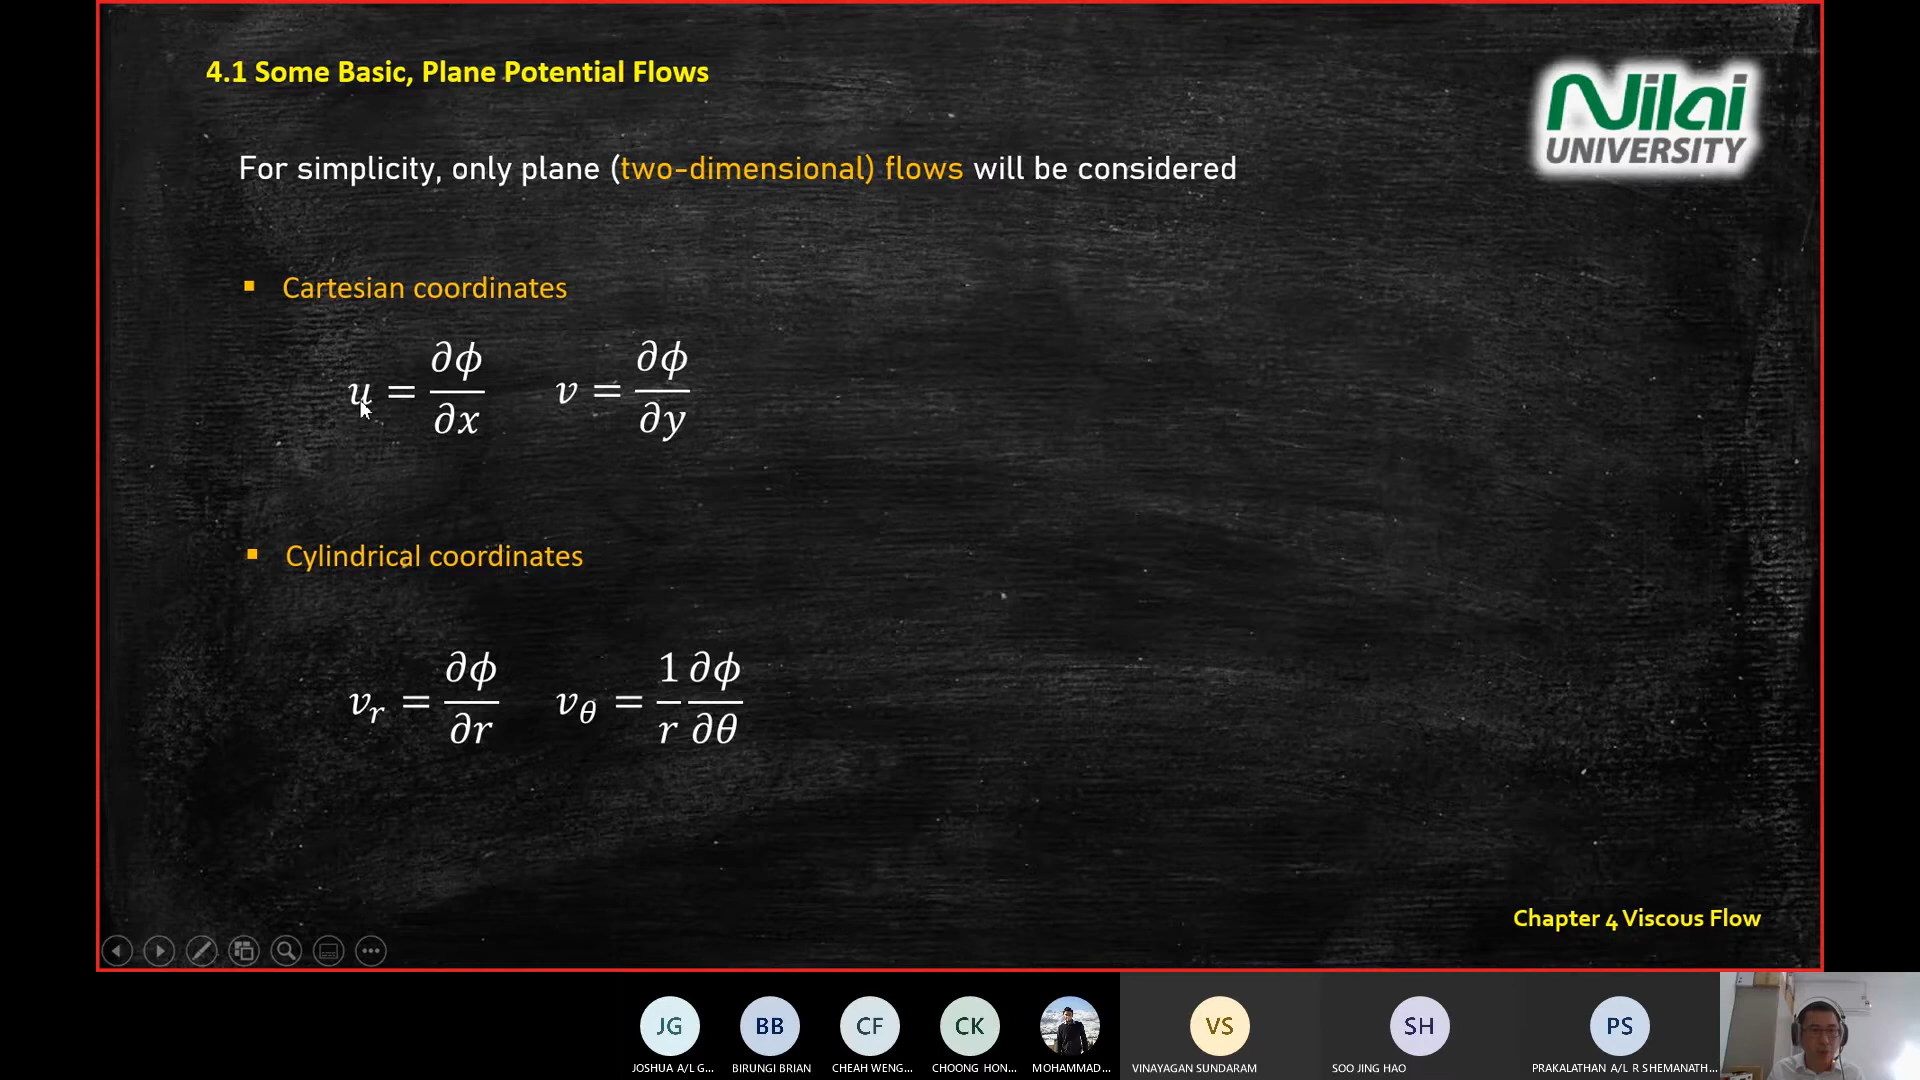 4.1 Some Basic, Plane Potential Flows
Nilai
UNIVERSITY
For simplicity, only plane (two-dimensional) flows will be considered
▪ Cartesian coordinates
u = ∂ϕ/∂x v = ∂ϕ/∂y
▪ Cylindrical coordinates
v_r = ∂ϕ/∂r v_θ = 1/r ∂ϕ/∂θ
Chapter 4 Viscous Flow
JG BB CF CK VS SH PS
JOSHUA A/L G... BIRUNGI BRIAN CHEAH WENG... CHOONG HON... MOHAMMAD... VINAYAGAN SUNDARAM SOO JING HAO PRAKALATHAN A/L R SHEMANATH...